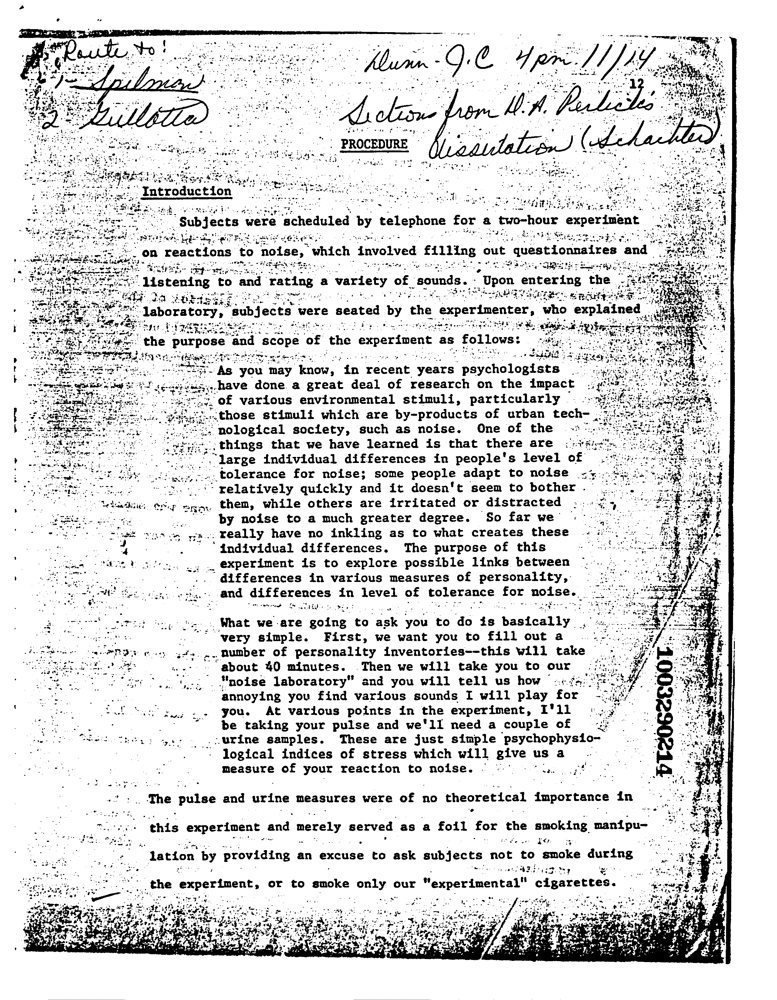 Route to!
1- Spilman
2 Gullotta
Dunn - J.C 4 pm. 11/14
12
Sections from D.A. Perlick's
Dissertation (Schachter)
PROCEDURE
Introduction
Subjects were scheduled by telephone for a two-hour experiment
on reactions to noise, which involved filling out questionnaires and
listening to and rating a variety of sounds. Upon entering the
laboratory, subjects were seated by the experimenter, who explained
the purpose and scope of the experiment as follows:
As you may know, in recent years psychologists
have done a great deal of research on the impact
of various environmental stimuli, particularly
those stimuli which are by-products of urban tech-
nological society, such as noise. One of the
things that we have learned is that there are
large individual differences in people's level of
tolerance for noise; some people adapt to noise
relatively quickly and it doesn't seem to bother
them, while others are irritated or distracted
by noise to a much greater degree. So far we
really have no inkling as to what creates these
individual differences. The purpose of this
experiment is to explore possible links between
differences in various measures of personality,
and differences in level of tolerance for noise.
What we are going to ask you to do is basically
very simple. First, we want you to fill out a
number of personality inventories--this will take
about 40 minutes. Then we will take you to our
"noise laboratory" and you will tell us how
annoying you find various sounds I will play for
you. At various points in the experiment, I'll
be taking your pulse and we'll need a couple of
urine samples. These are just simple psychophysio-
logical indices of stress which will give us a
measure of your reaction to noise.
The pulse and urine measures were of no theoretical importance in
this experiment and merely served as a foil for the smoking manipu-
lation by providing an excuse to ask subjects not to smoke during
the experiment, or to smoke only our "experimental" cigarettes.
1003290214